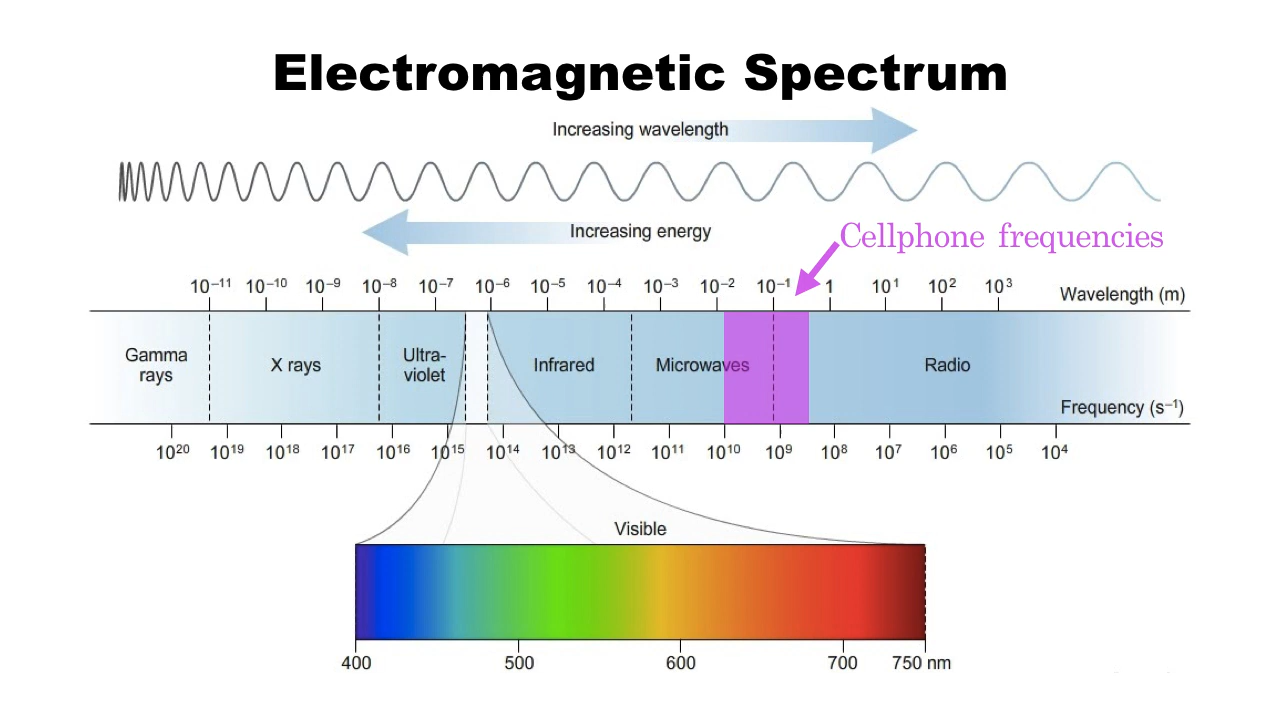 Electromagnetic Spectrum
Increasing wavelength
Increasing energy
Cellphone frequencies
10⁻¹¹ 10⁻¹⁰ 10⁻⁹ 10⁻⁸ 10⁻⁷ 10⁻⁶ 10⁻⁵ 10⁻⁴ 10⁻³ 10⁻² 10⁻¹ 1 10¹ 10² 10³ Wavelength (m)
Gamma
rays
X rays
Ultra-
violet
Infrared
Microwaves
Radio
Frequency (s⁻¹)
10²⁰ 10¹⁹ 10¹⁸ 10¹⁷ 10¹⁶ 10¹⁵ 10¹⁴ 10¹³ 10¹² 10¹¹ 10¹⁰ 10⁹ 10⁸ 10⁷ 10⁶ 10⁵ 10⁴
Visible
400 500 600 700 750 nm